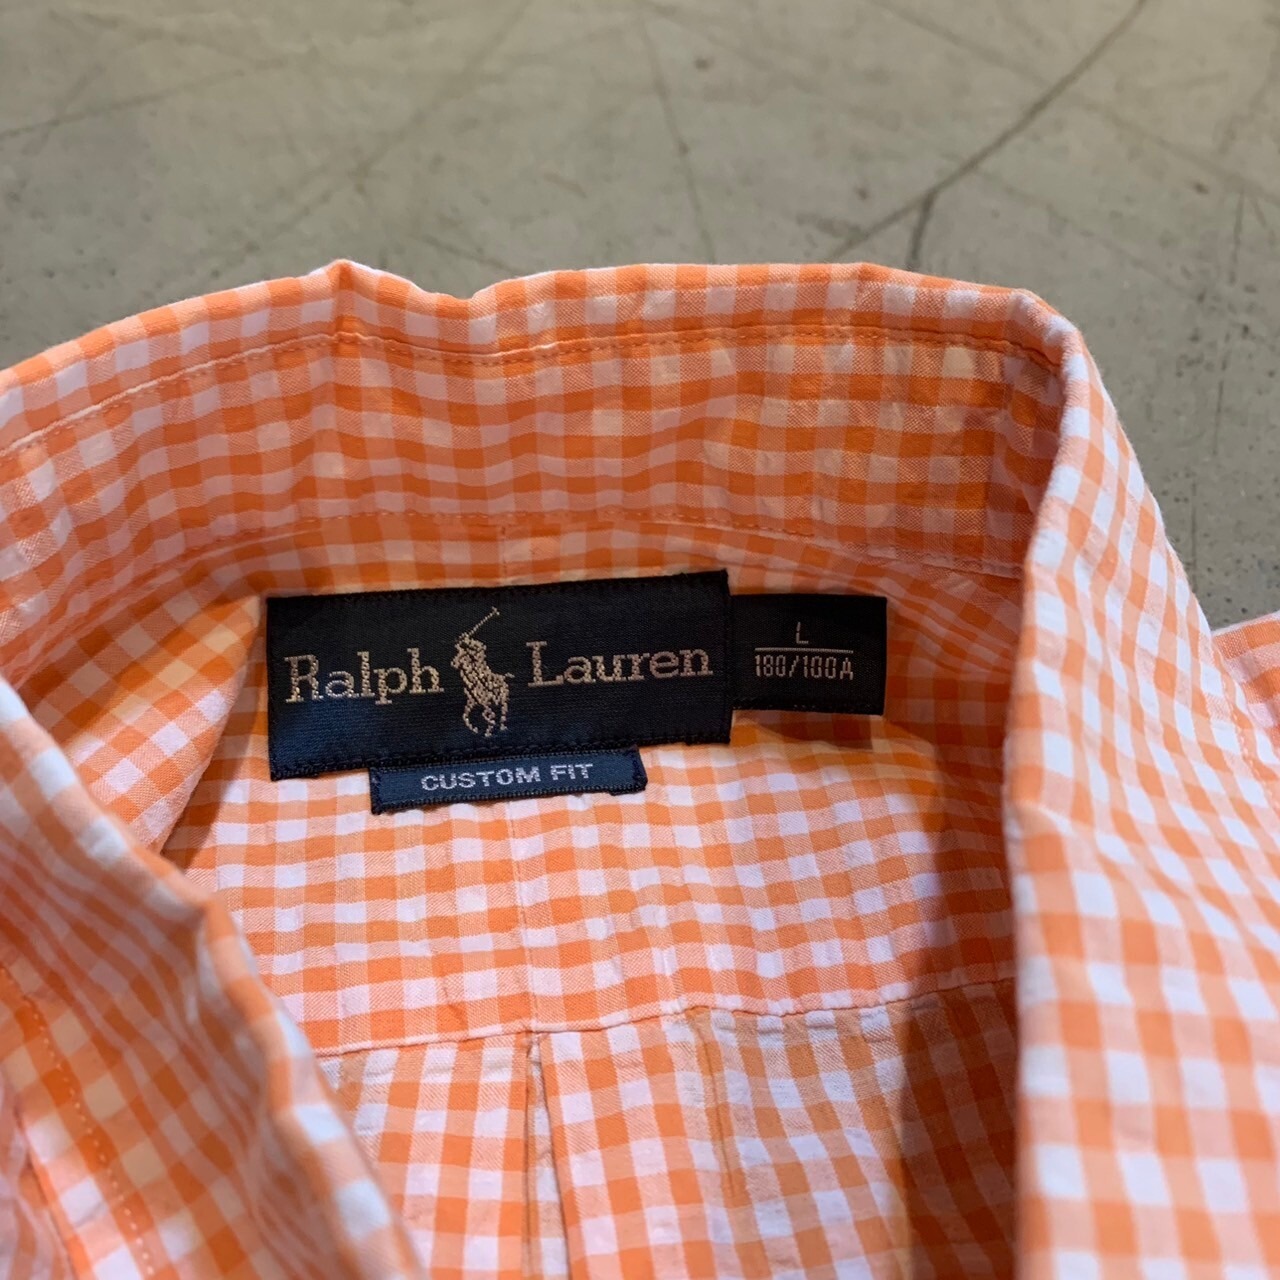 Ralph Lauren
L
180/100A
CUSTOM FIT